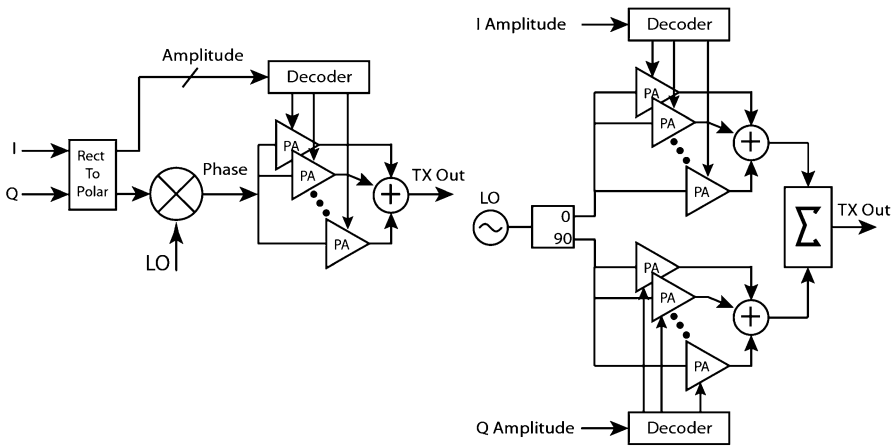 Amplitude
Decoder
I
Q
Rect
To
Polar
Phase
LO
PA
PA
PA
TX Out
I Amplitude
Decoder
PA
PA
PA
LO
0
90
Σ
TX Out
PA
PA
PA
Q Amplitude
Decoder